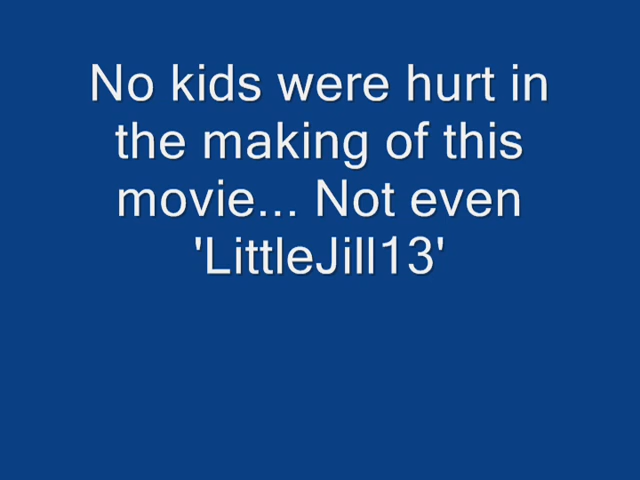 No kids were hurt in
the making of this
movie... Not even
'LittleJill13'